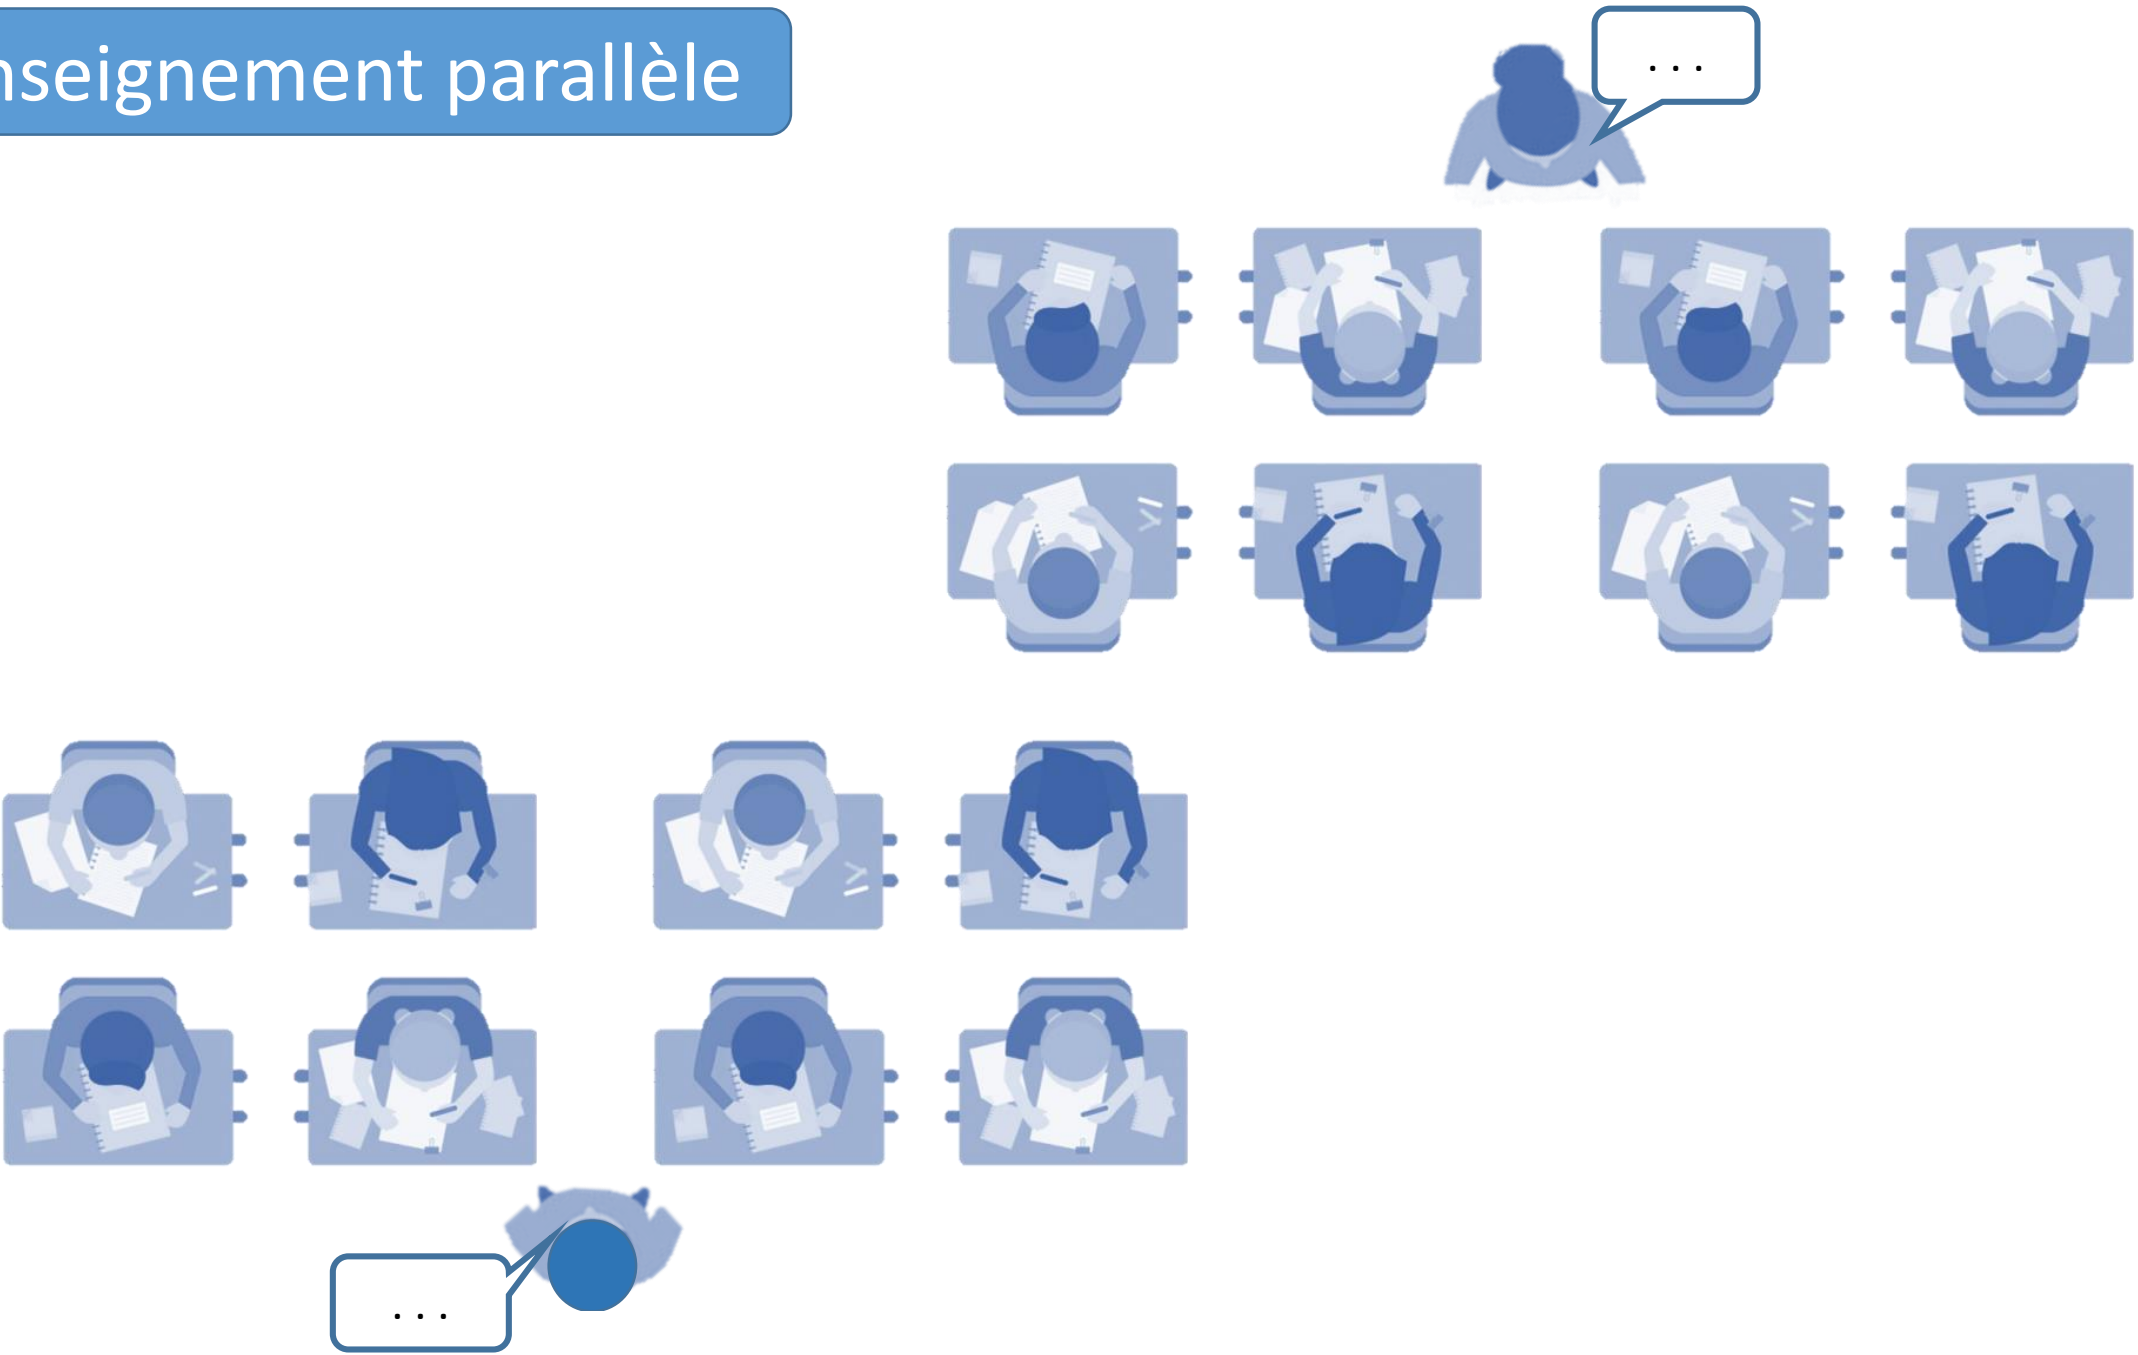 nseignement parallèle
. . .
. . .